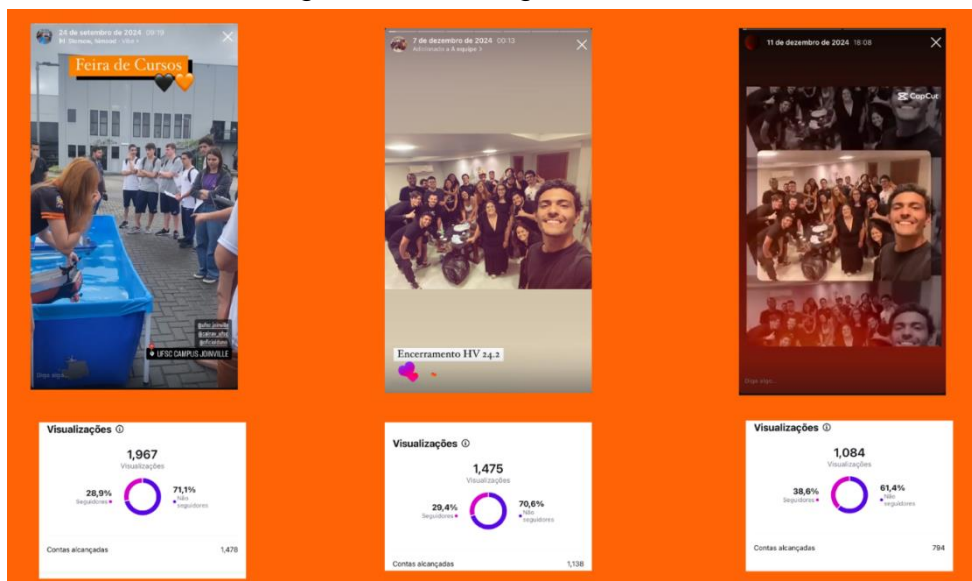 24 de setembro de 2024 09:19
Feira de Cursos
UFSC CAMPUS JOINVILLE
Visualizações
1,967
Visualizações
28,9%
Seguidores
71,1%
Não
seguidores
Contas alcançadas 1,478
7 de dezembro de 2024 00:13
Adicionado a A equipe >
Encerramento HV 24.2
Visualizações
1,475
Visualizações
29,4%
Seguidores
70,6%
Não
seguidores
Contas alcançadas 1,138
11 de dezembro de 2024 18:08
CapCut
Visualizações
1,084
Visualizações
38,6%
Seguidores
61,4%
Não
seguidores
Contas alcançadas 794